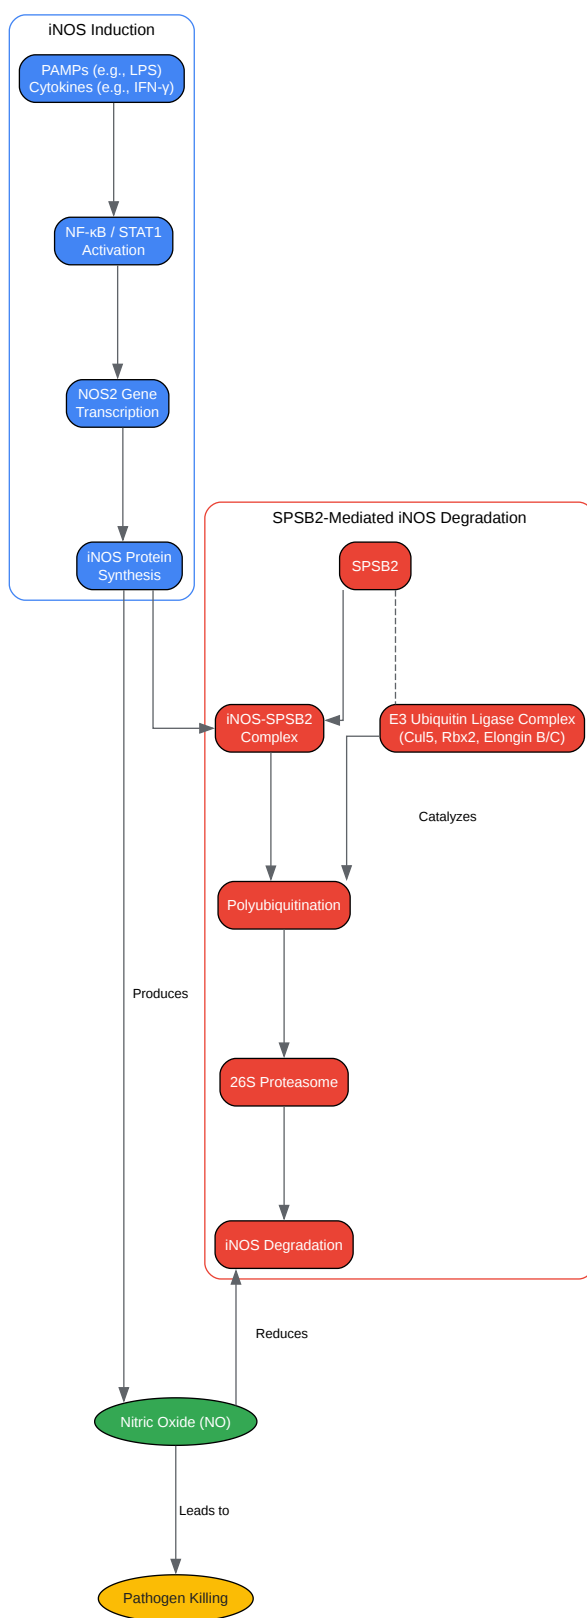 iNOS Induction
PAMPs (e.g., LPS)
Cytokines (e.g., IFN-γ)
NF-κB / STAT1
Activation
NOS2 Gene
Transcription
iNOS Protein
Synthesis
SPSB2-Mediated iNOS Degradation
SPSB2
iNOS-SPSB2
Complex
E3 Ubiquitin Ligase Complex
(Cul5, Rbx2, Elongin B/C)
Catalyzes
Polyubiquitination
Produces
26S Proteasome
iNOS Degradation
Reduces
Nitric Oxide (NO)
Leads to
Pathogen Killing